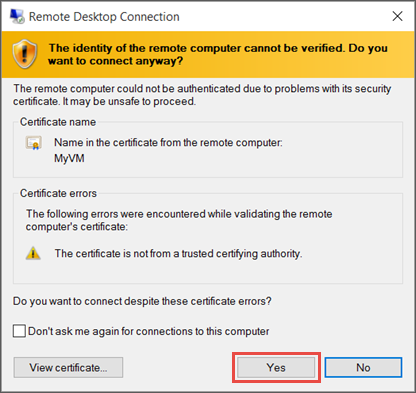 Remote Desktop Connection
The identity of the remote computer cannot be verified. Do you
want to connect anyway?
The remote computer could not be authenticated due to problems with its security
certificate. It may be unsafe to proceed.
Certificate name
Name in the certificate from the remote computer:
MyVM
Certificate errors
The following errors were encountered while validating the remote
computer's certificate:
The certificate is not from a trusted certifying authority.
Do you want to connect despite these certificate errors?
Don't ask me again for connections to this computer
View certificate... Yes No